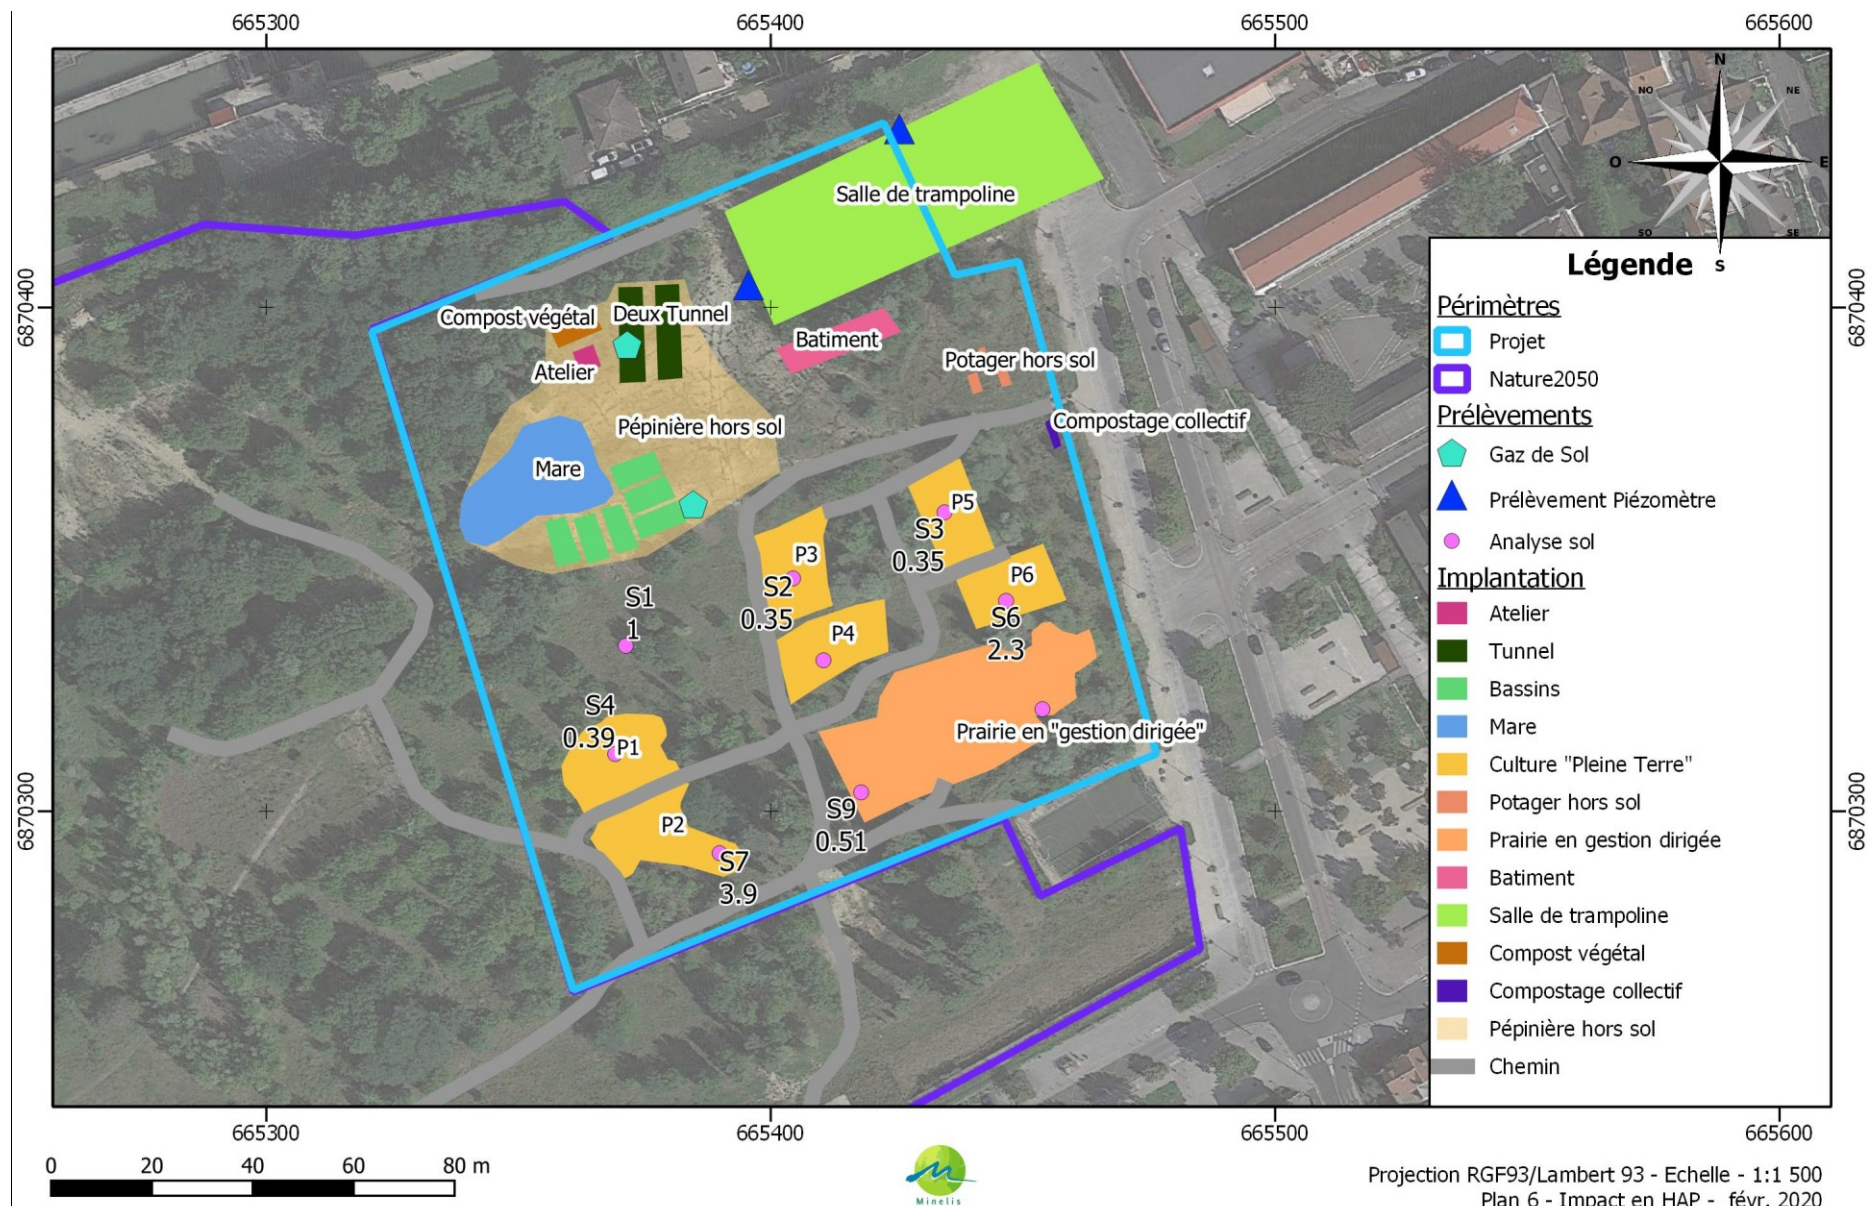 665300
665400
665500
665600
N
NO
NE
O
E
SO
SE
S
6870400
6870400
6870300
6870300
Salle de trampoline
Compost végétal
Deux Tunnel
Batiment
Atelier
Potager hors sol
Compostage collectif
Pépinière hors sol
Mare
P5
S3
0.35
P3
S2
0.35
P6
S6
2.3
S1
1
P4
S4
0.39
P1
Prairie en "gestion dirigée"
S9
0.51
P2
S7
3.9
Légende
Périmètres
Projet
Nature2050
Prélèvements
Gaz de Sol
Prélèvement Piézomètre
Analyse sol
Implantation
Atelier
Tunnel
Bassins
Mare
Culture "Pleine Terre"
Potager hors sol
Prairie en gestion dirigée
Batiment
Salle de trampoline
Compost végétal
Compostage collectif
Pépinière hors sol
Chemin
665300
665400
665500
665600
0
20
40
60
80 m
Minelis
Projection RGF93/Lambert 93 - Echelle - 1:1 500
Plan 6 - Impact en HAP - févr. 2020